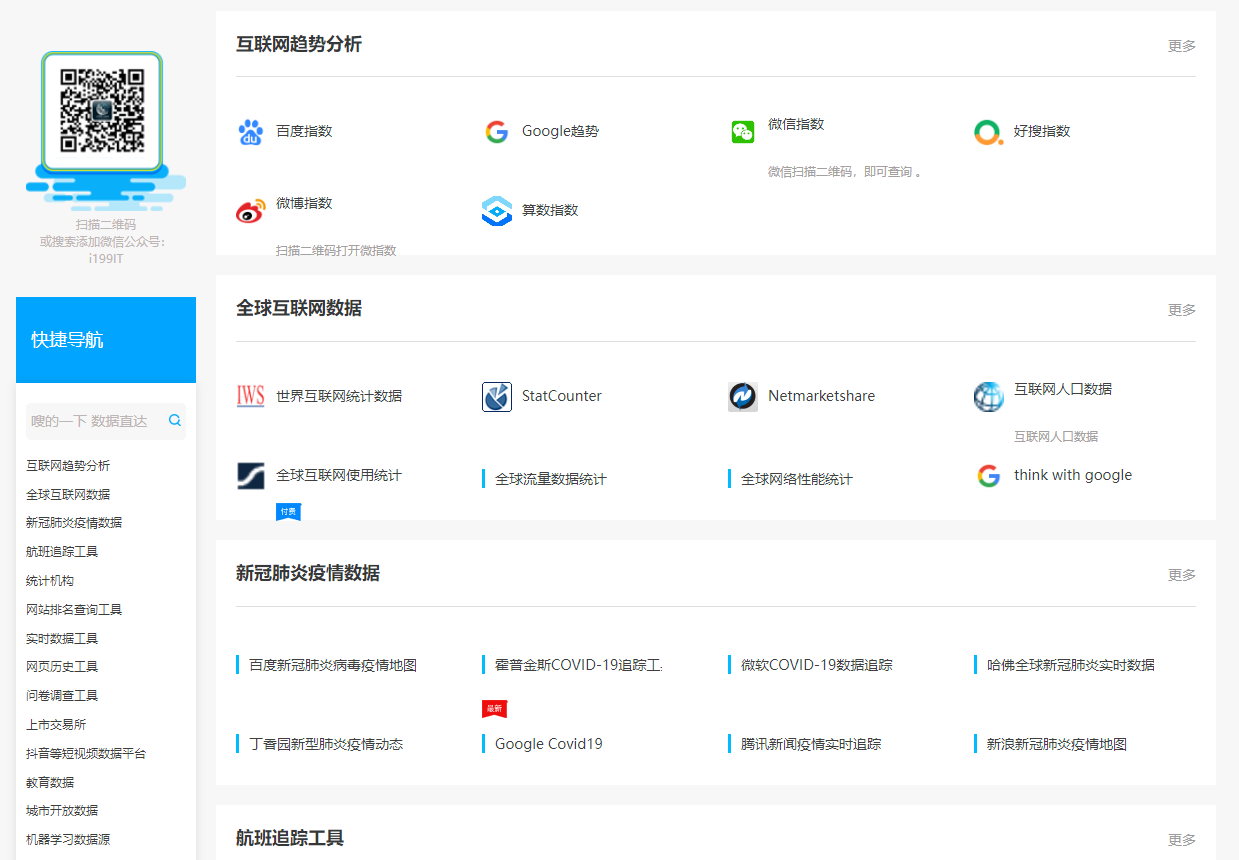 扫描二维码
或搜索添加微信公众号：
i199IT
快捷导航
嗖的一下 数据直达
互联网趋势分析
全球互联网数据
新冠肺炎疫情数据
航班追踪工具
统计机构
网站排名查询工具
实时数据工具
网页历史工具
问卷调查工具
上市交易所
抖音等短视频数据平台
教育数据
城市开放数据
机器学习数据源
互联网趋势分析 更多
百度指数 Google趋势 微信指数 好搜指数
微信扫描二维码，即可查询 。
微博指数 算数指数
扫描二维码打开微指数
全球互联网数据 更多
IWS 世界互联网统计数据 StatCounter Netmarketshare 互联网人口数据
互联网人口数据
全球互联网使用统计 全球流量数据统计 全球网络性能统计 think with google
付费
新冠肺炎疫情数据 更多
百度新冠肺炎病毒疫情地图 霍普金斯COVID-19追踪工. 微软COVID-19数据追踪 哈佛全球新冠肺炎实时数据
最新
丁香园新型肺炎疫情动态 Google Covid19 腾讯新闻疫情实时追踪 新浪新冠肺炎疫情地图
航班追踪工具 更多